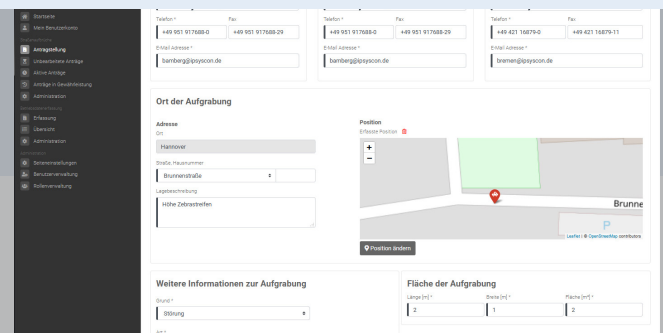 Startseite
Mein Benutzerkonto
Antragstellung
Unbearbeitete Anträge
Aktive Anträge
Anträge in Gewährleistung
Administration
Erfassung
Übersicht
Administration
Seiteneinstellungen
Benutzerverwaltung
Rollenverwaltung
Telefon * Fax Telefon * Fax Telefon * Fax
+49 951 917688-0 +49 951 917688-29 +49 951 917688-0 +49 951 917688-29 +49 421 16879-0 +49 421 16879-11
E-Mail Adresse * E-Mail Adresse * E-Mail Adresse *
bamberg@ipsyscon.de bamberg@ipsyscon.de bremen@ipsyscon.de
Ort der Aufgrabung
Adresse
Ort
Hannover
Straße, Hausnummer
Brunnenstraße
Lagebeschreibung
Höhe Zebrastreifen
Position
Erfasste Position
+
−
Brunne
P
Leaflet | © OpenStreetMap contributors
Position ändern
Weitere Informationen zur Aufgrabung
Grund *
Störung
Art *
Fläche der Aufgrabung
Länge [m] * Breite [m] * Fläche [m²] *
2 1 2